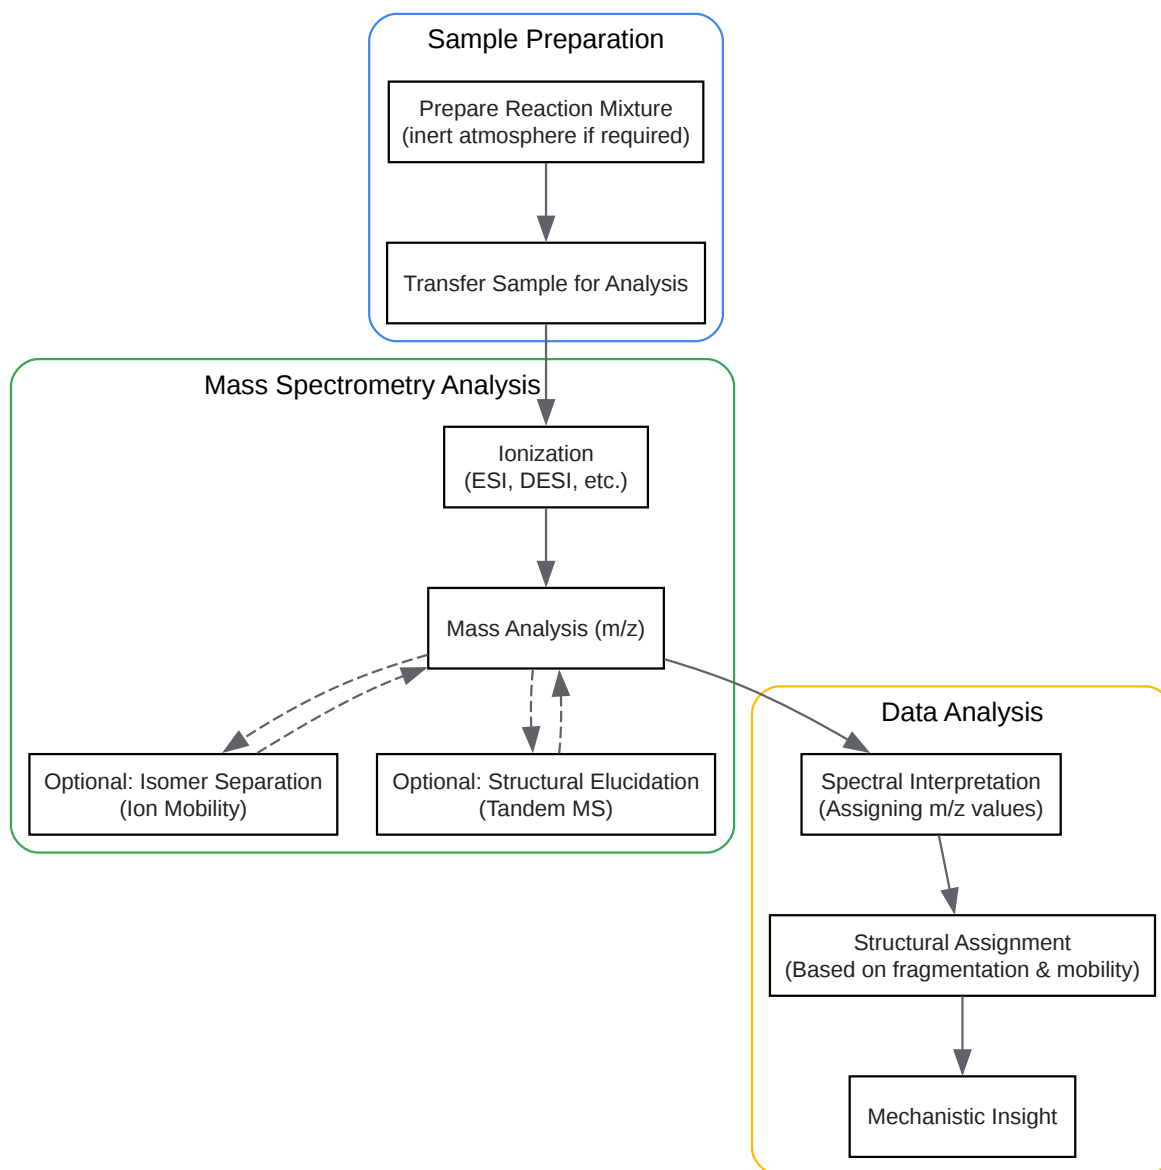 Sample Preparation
Prepare Reaction Mixture
(inert atmosphere if required)
Transfer Sample for Analysis
Mass Spectrometry Analysis
Ionization
(ESI, DESI, etc.)
Mass Analysis (m/z)
Optional: Isomer Separation
(Ion Mobility)
Optional: Structural Elucidation
(Tandem MS)
Data Analysis
Spectral Interpretation
(Assigning m/z values)
Structural Assignment
(Based on fragmentation & mobility)
Mechanistic Insight